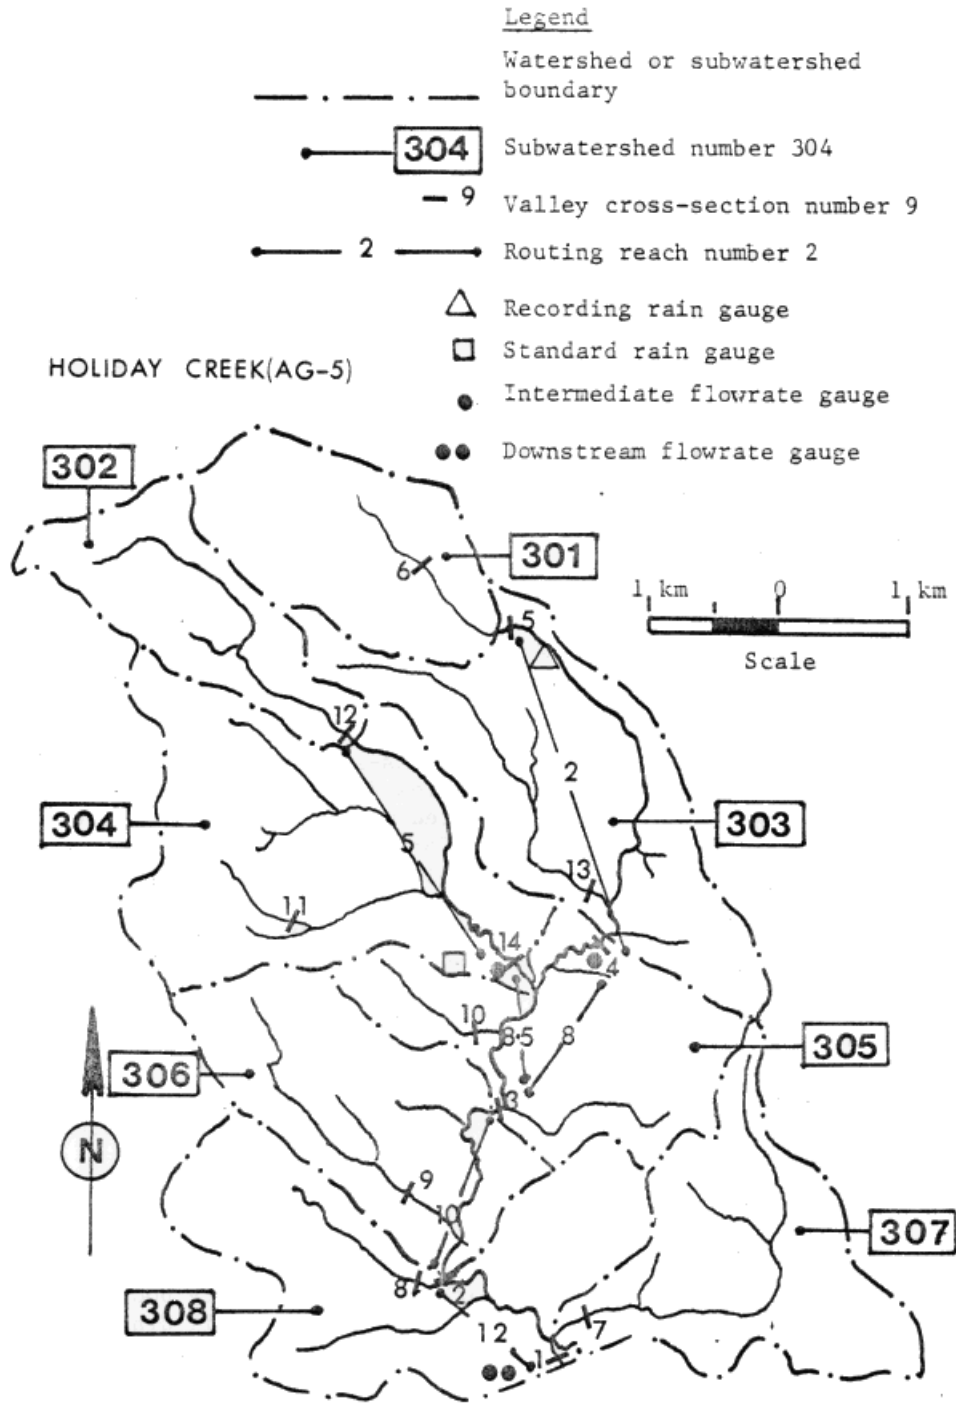 Legend
Watershed or subwatershed
boundary
304 Subwatershed number 304
9 Valley cross-section number 9
2 Routing reach number 2
Recording rain gauge
Standard rain gauge
Intermediate flowrate gauge
Downstream flowrate gauge
HOLIDAY CREEK(AG-5)
302
301
6
1 km 0 1 km
Scale
5
12
2
304
5
303
13
11
14
4
10
8·5
8
305
306
3
N
9
10
307
8
2
308
12
7
1